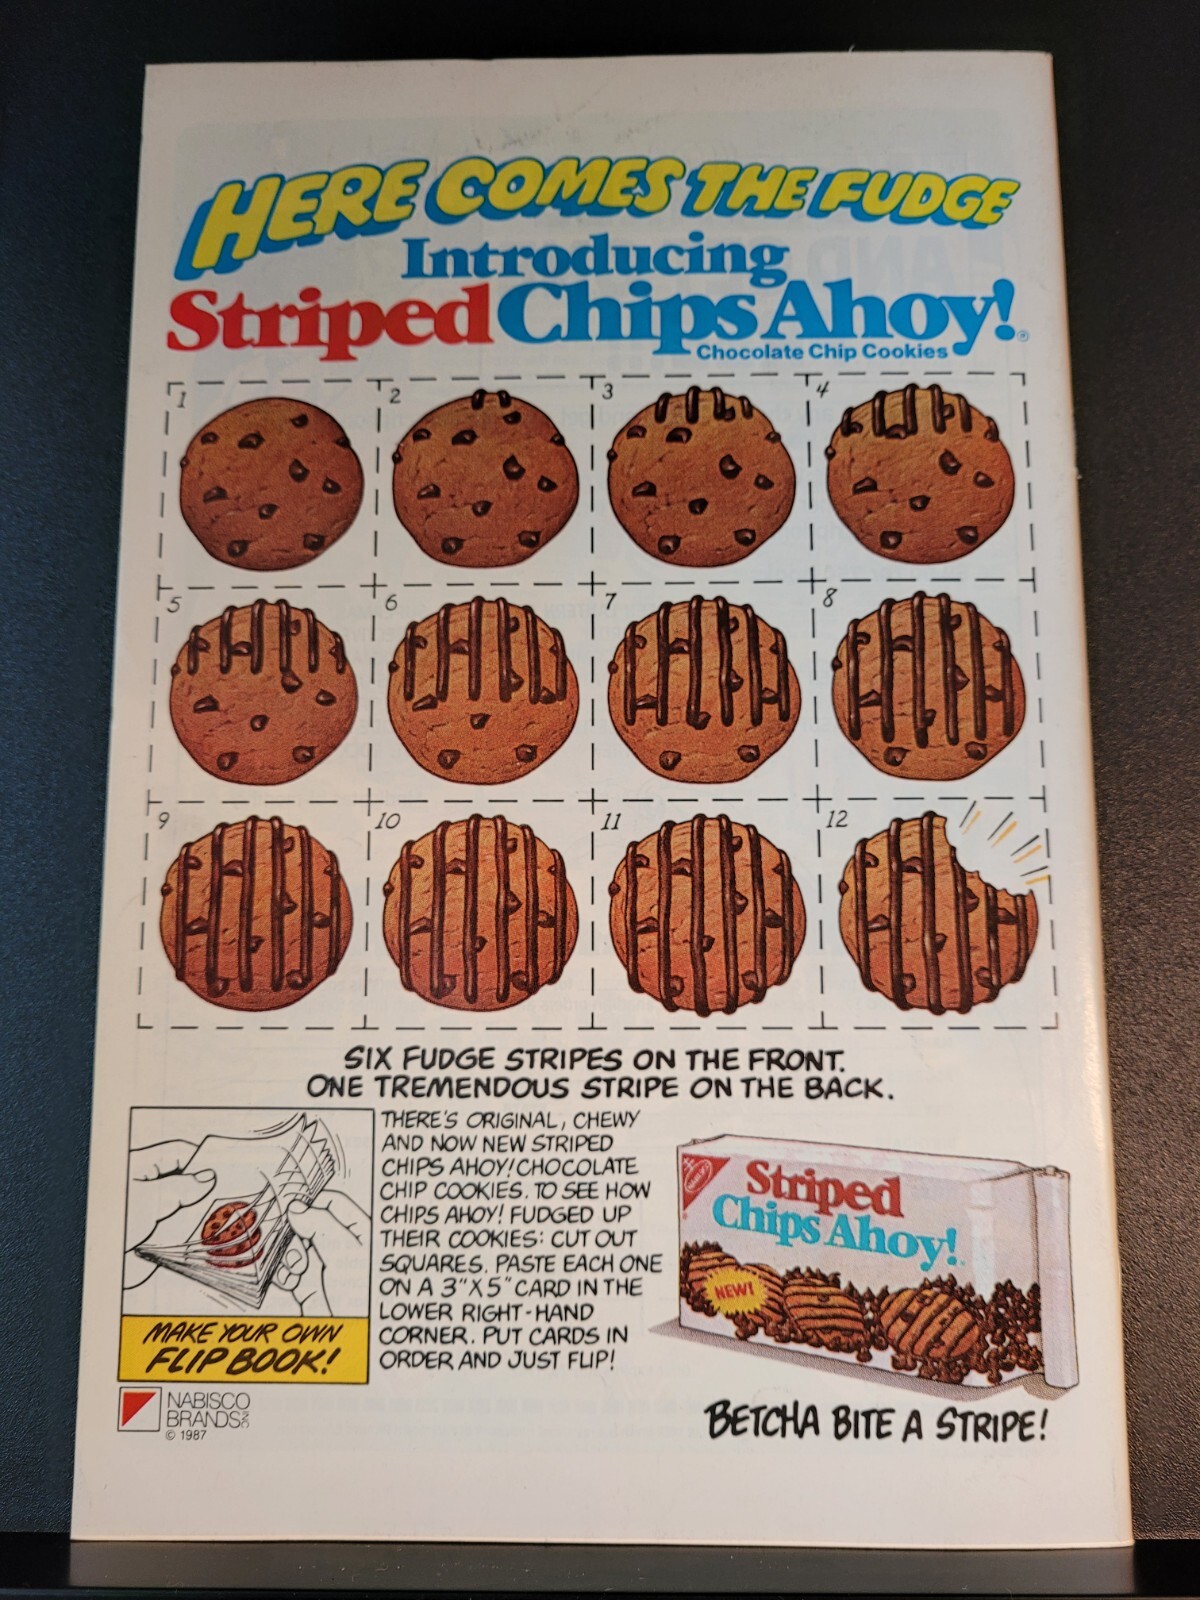 HERE COMES THE FUDGE
Introducing
Striped Chips Ahoy!®
Chocolate Chip Cookies
1
2
3
4
5
6
7
8
9
10
11
12
SIX FUDGE STRIPES ON THE FRONT.
ONE TREMENDOUS STRIPE ON THE BACK.
THERE'S ORIGINAL, CHEWY
AND NOW NEW STRIPED
CHIPS AHOY! CHOCOLATE
CHIP COOKIES. TO SEE HOW
CHIPS AHOY! FUDGED UP
THEIR COOKIES: CUT OUT
SQUARES. PASTE EACH ONE
ON A 3" X 5" CARD IN THE
LOWER RIGHT-HAND
CORNER. PUT CARDS IN
ORDER AND JUST FLIP!
MAKE YOUR OWN
FLIP BOOK!
NABISCO
BRANDS INC
© 1987
NABISCO
Striped
Chips Ahoy!
NEW!
BETCHA BITE A STRIPE!